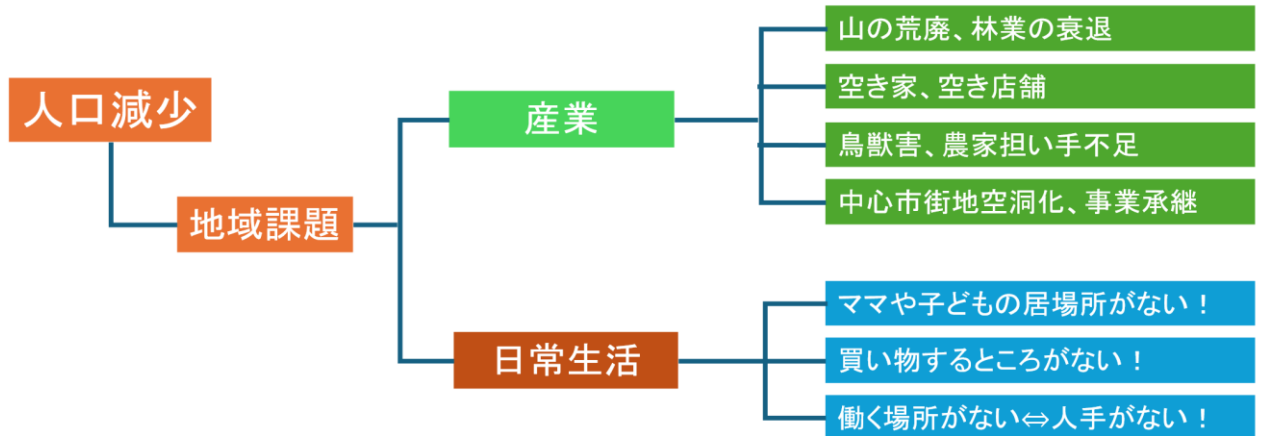 人口減少
地域課題
産業
山の荒廃、林業の衰退
空き家、空き店舗
鳥獣害、農家担い手不足
中心市街地空洞化、事業承継
日常生活
ママや子どもの居場所がない！
買い物するところがない！
働く場所がない⇔人手がない！